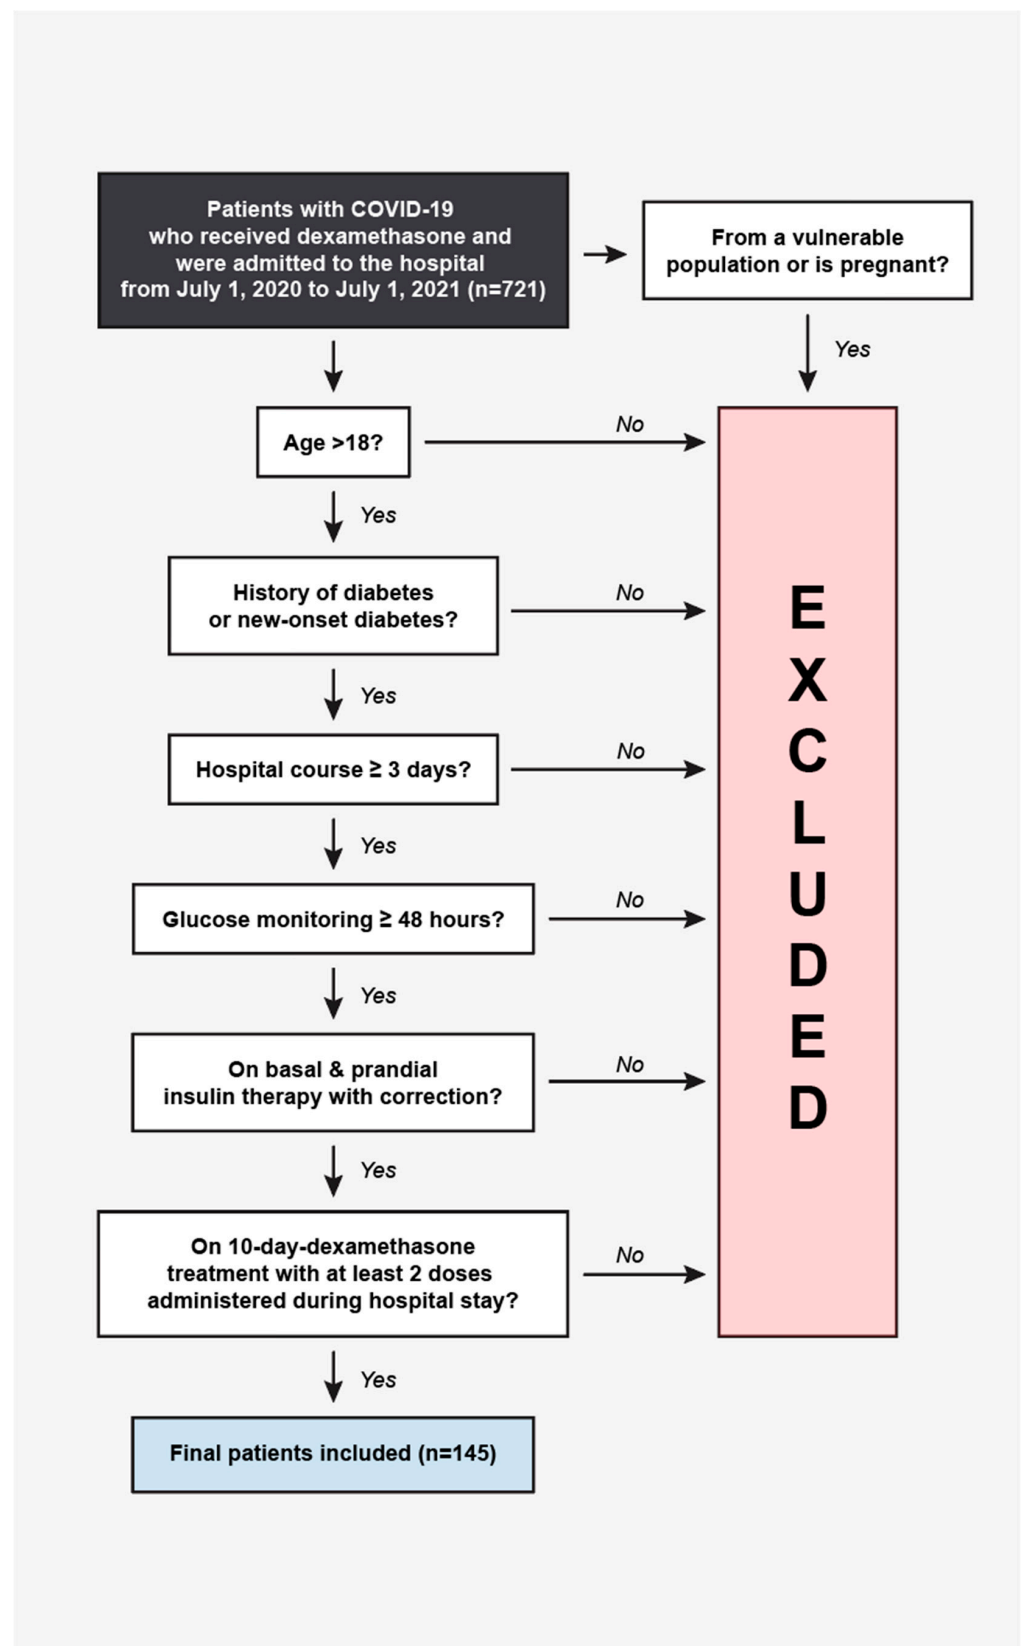 Patients with COVID-19
who received dexamethasone and
were admitted to the hospital
from July 1, 2020 to July 1, 2021 (n=721)
From a vulnerable
population or is pregnant?
Yes
Age >18?
No
Yes
History of diabetes
or new-onset diabetes?
No
Yes
Hospital course ≥ 3 days?
No
Yes
Glucose monitoring ≥ 48 hours?
No
Yes
On basal & prandial
insulin therapy with correction?
No
Yes
On 10-day-dexamethasone
treatment with at least 2 doses
administered during hospital stay?
No
Yes
Final patients included (n=145)
E
X
C
L
U
D
E
D